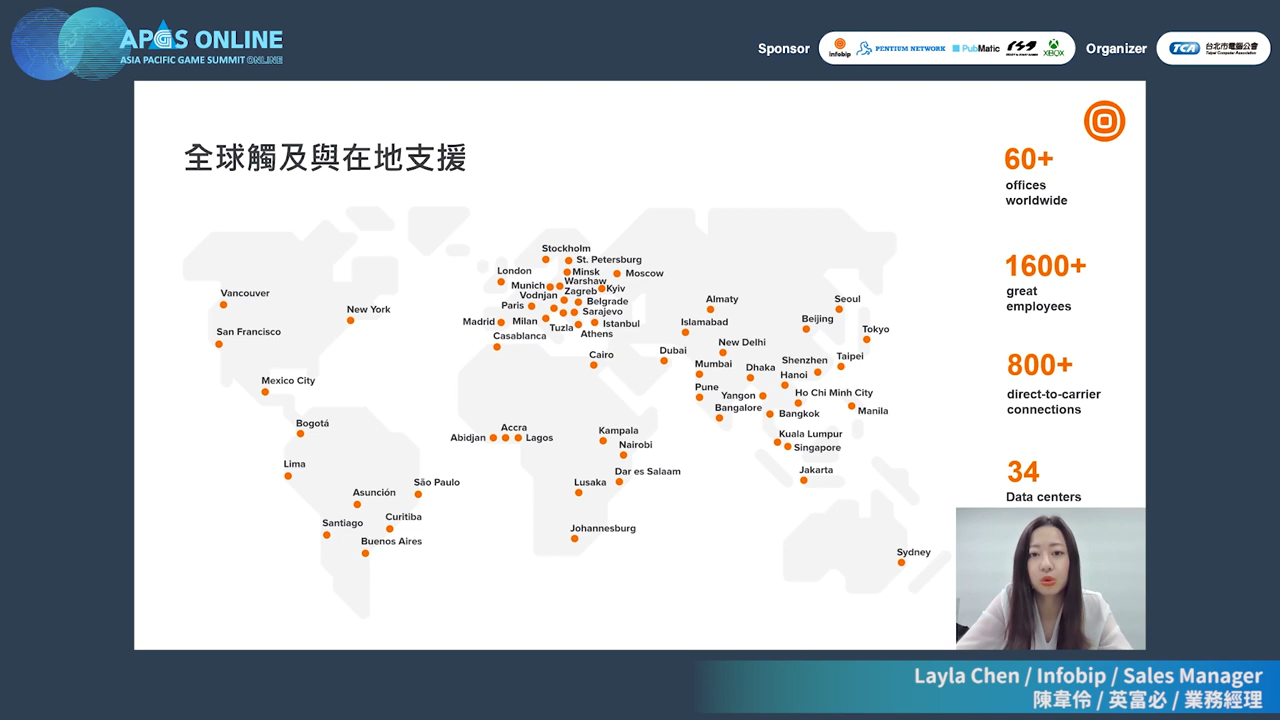 APGS ONLINE
ASIA PACIFIC GAME SUMMIT ONLINE
Sponsor
infobip
PENTIUM NETWORK
PubMatic
XBOX
Organizer
TCA
台北市電腦公會
Taipei Computer Association
全球觸及與在地支援
60+
offices
worldwide
1600+
great
employees
800+
direct-to-carrier
connections
34
Data centers
Stockholm
St. Petersburg
London
Minsk
Moscow
Munich
Warsaw
Vodnjan
Zagreb
Kyiv
Paris
Belgrade
Sarajevo
Madrid
Milan
Tuzla
Istanbul
Athens
Casablanca
Vancouver
New York
San Francisco
Mexico City
Bogotá
Lima
Asunción
São Paulo
Santiago
Curitiba
Buenos Aires
Cairo
Accra
Abidjan
Lagos
Kampala
Nairobi
Dar es Salaam
Lusaka
Johannesburg
Almaty
Islamabad
Dubai
New Delhi
Mumbai
Pune
Dhaka
Yangon
Bangalore
Seoul
Beijing
Tokyo
Shenzhen
Taipei
Hanoi
Ho Chi Minh City
Bangkok
Manila
Kuala Lumpur
Singapore
Jakarta
Sydney
Layla Chen / Infobip / Sales Manager
陳韋伶 / 英富必 / 業務經理